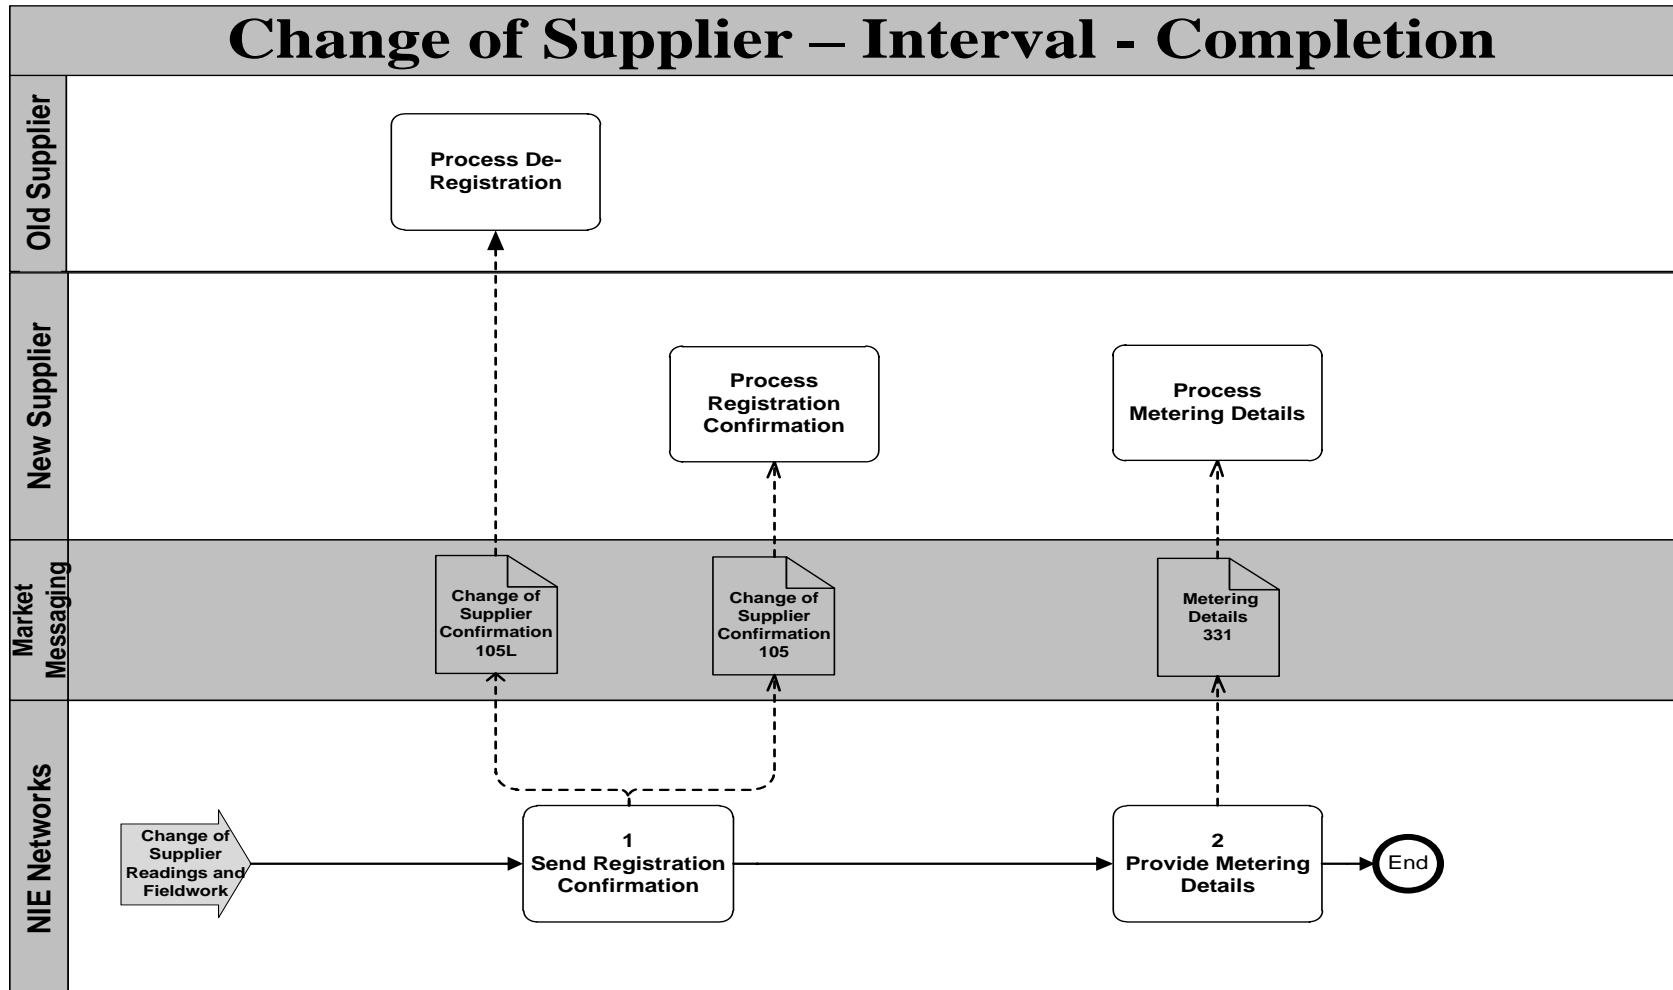 Change of Supplier – Interval - Completion
Old Supplier
Process De-
Registration
New Supplier
Process
Registration
Confirmation
Process
Metering Details
Market
Messaging
Change of
Supplier
Confirmation
105L
Change of
Supplier
Confirmation
105
Metering
Details
331
NIE Networks
Change of
Supplier
Readings and
Fieldwork
1
Send Registration
Confirmation
2
Provide Metering
Details
End